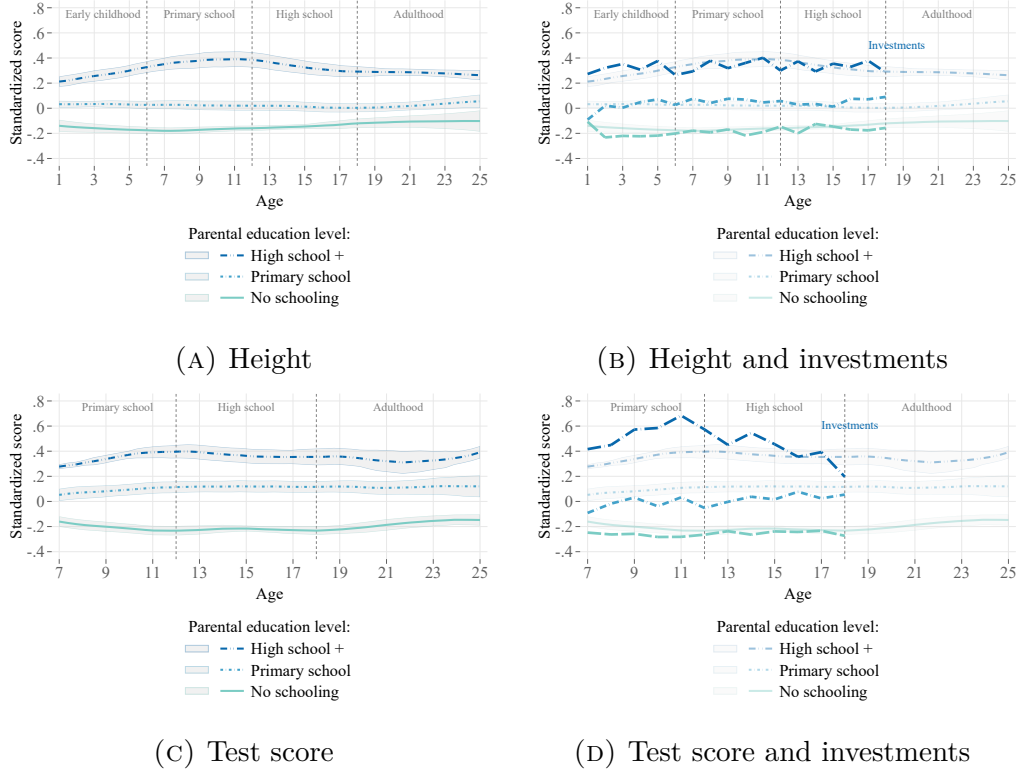 .8
.6
.4
.2
0
-.2
-.4
Standardized score
Early childhood Primary school High school Adulthood
1 3 5 7 9 11 13 15 17 19 21 23 25
Age
Parental education level:
High school +
Primary school
No schooling
(A) Height
.8
.6
.4
.2
0
-.2
-.4
Standardized score
Early childhood Primary school High school Adulthood
Investments
1 3 5 7 9 11 13 15 17 19 21 23 25
Age
Parental education level:
High school +
Primary school
No schooling
(B) Height and investments
.8
.6
.4
.2
0
-.2
-.4
Standardized score
Primary school High school Adulthood
7 9 11 13 15 17 19 21 23 25
Age
Parental education level:
High school +
Primary school
No schooling
(C) Test score
.8
.6
.4
.2
0
-.2
-.4
Standardized score
Primary school High school Adulthood
Investments
7 9 11 13 15 17 19 21 23 25
Age
Parental education level:
High school +
Primary school
No schooling
(D) Test score and investments